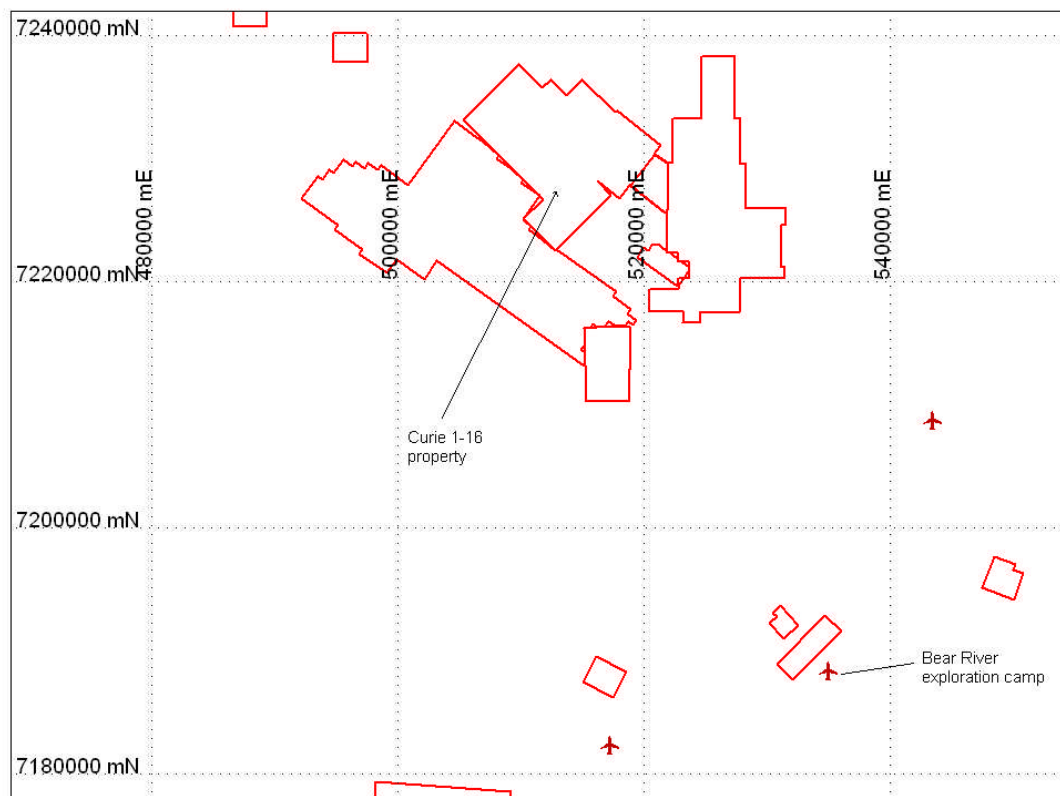 7240000 mN
480000 mE
500000 mE
520000 mE
540000 mE
7220000 mN
Curie 1-16
property
7200000 mN
Bear River
exploration camp
7180000 mN